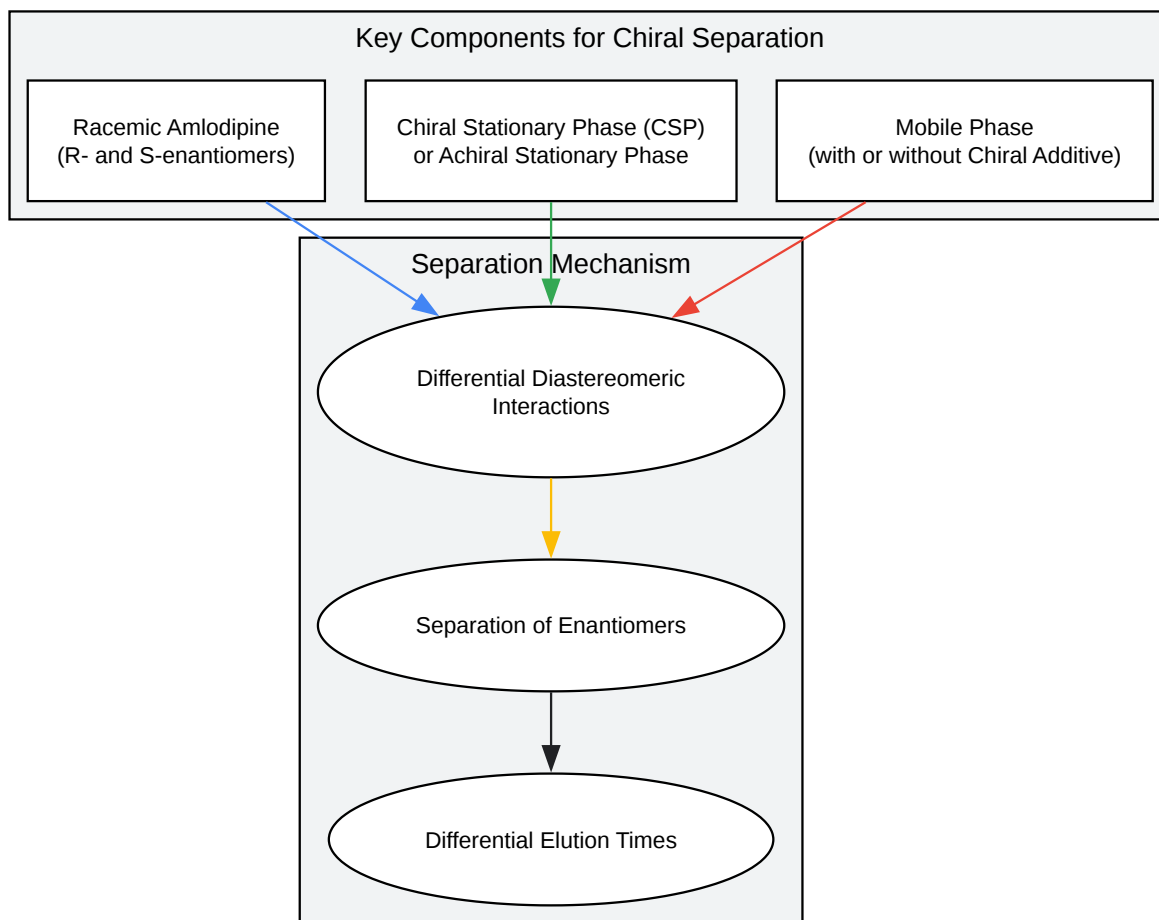 Key Components for Chiral Separation
Racemic Amlodipine
(R- and S-enantiomers)
Chiral Stationary Phase (CSP)
or Achiral Stationary Phase
Mobile Phase
(with or without Chiral Additive)
Separation Mechanism
Differential Diastereomeric
Interactions
Separation of Enantiomers
Differential Elution Times